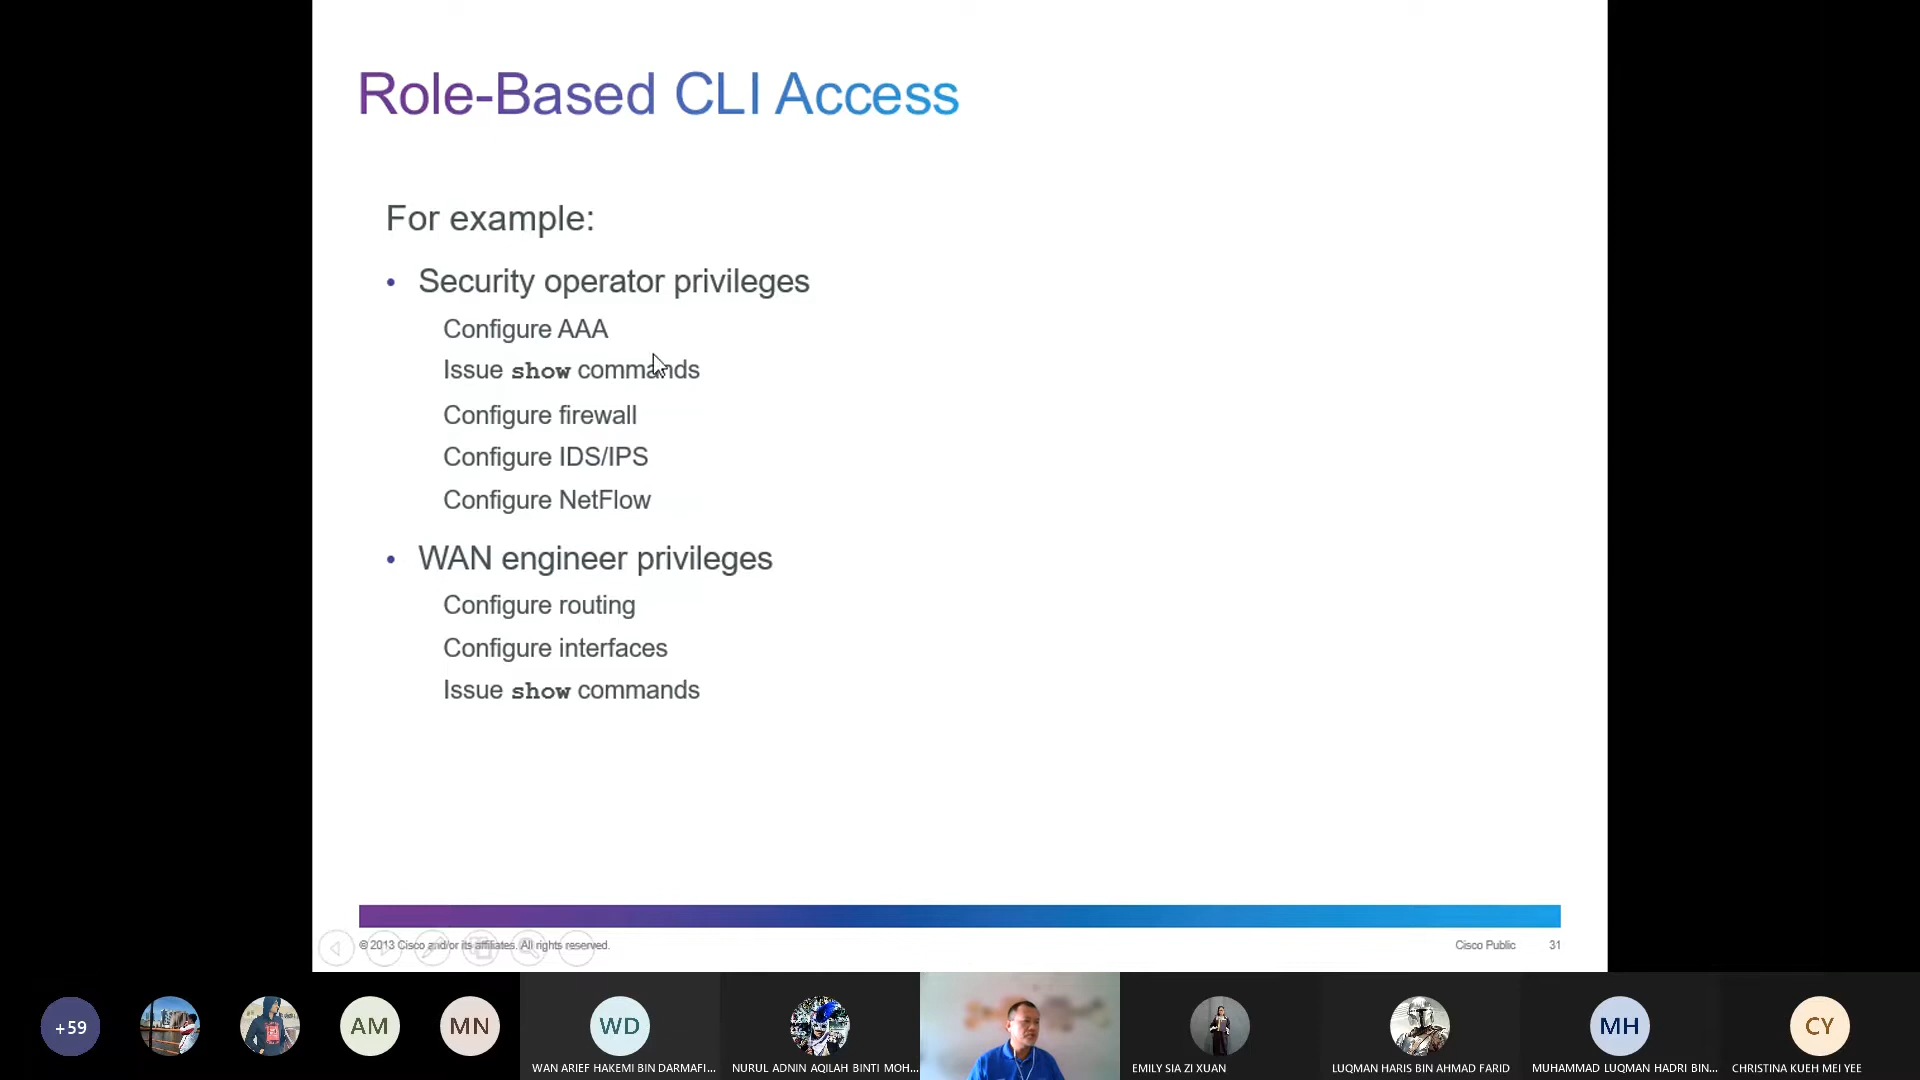 Role-Based CLI Access
For example:
• Security operator privileges
Configure AAA
Issue show commands
Configure firewall
Configure IDS/IPS
Configure NetFlow
• WAN engineer privileges
Configure routing
Configure interfaces
Issue show commands
© 2013 Cisco and/or its affiliates. All rights reserved.
Cisco Public 31
+59
AM
MN
WD
MH
CY
WAN ARIEF HAKEMI BIN DARMAFI...
NURUL ADNIN AQILAH BINTI MOH...
EMILY SIA ZI XUAN
LUQMAN HARIS BIN AHMAD FARID
MUHAMMAD LUQMAN HADRI BIN...
CHRISTINA KUEH MEI YEE